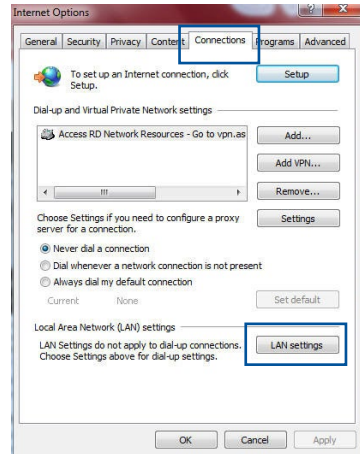 Internet Options
General Security Privacy Content Connections Programs Advanced
To set up an Internet connection, click
Setup.
Setup
Dial-up and Virtual Private Network settings
Access RD Network Resources - Go to vpn.as
Add...
Add VPN...
Remove...
Choose Settings if you need to configure a proxy
server for a connection.
Settings
Never dial a connection
Dial whenever a network connection is not present
Always dial my default connection
Current None
Set default
Local Area Network (LAN) settings
LAN Settings do not apply to dial-up connections.
Choose Settings above for dial-up settings.
LAN settings
OK Cancel Apply